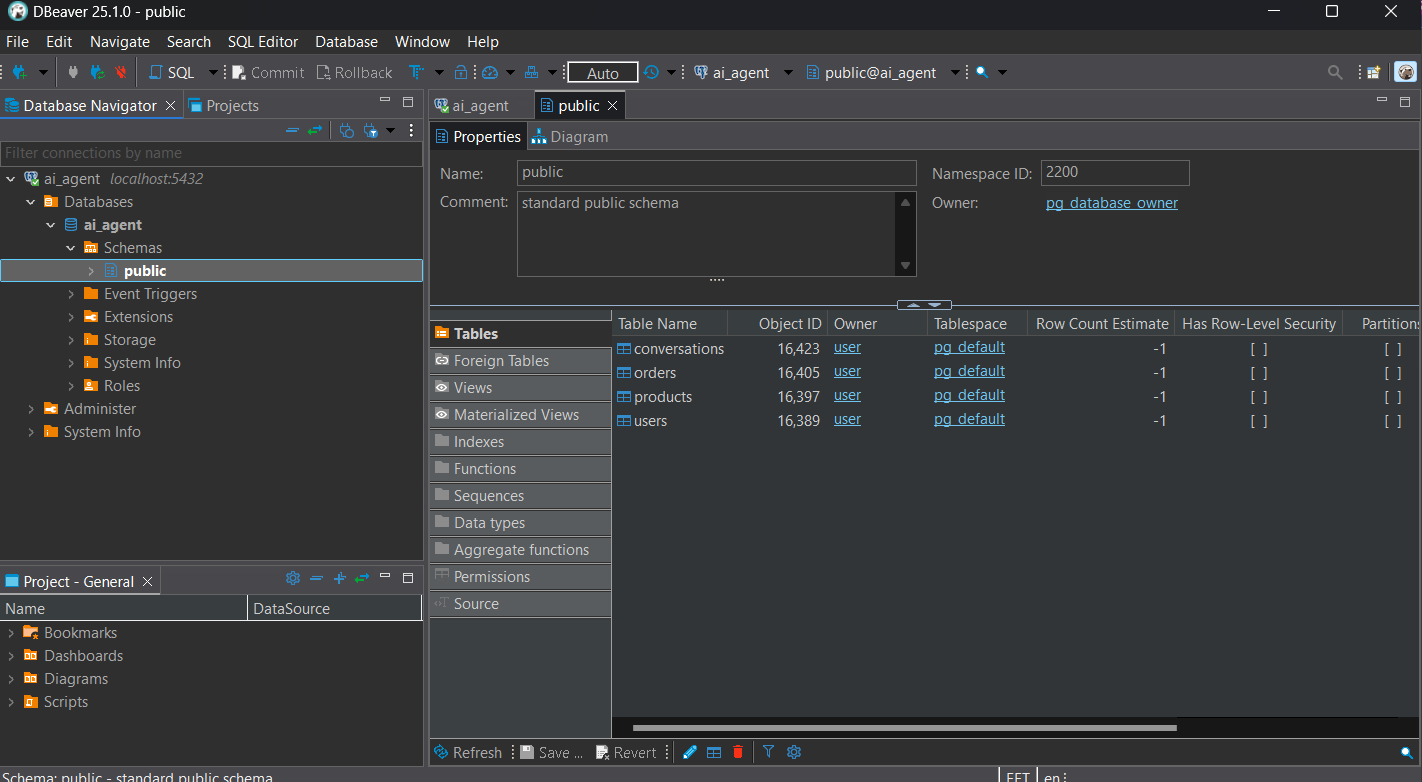 DBeaver 25.1.0 - public
File Edit Navigate Search SQL Editor Database Window Help
SQL Commit Rollback Auto ai_agent public@ai_agent
Database Navigator Projects
Filter connections by name
ai_agent localhost:5432
Databases
ai_agent
Schemas
public
Event Triggers
Extensions
Storage
System Info
Roles
Administer
System Info
Project - General
Name DataSource
Bookmarks
Dashboards
Diagrams
Scripts
ai_agent public
Properties Diagram
Name: public Namespace ID: 2200
Comment: standard public schema Owner: pg_database_owner
Tables
Foreign Tables
Views
Materialized Views
Indexes
Functions
Sequences
Data types
Aggregate functions
Permissions
Source
Table Name Object ID Owner Tablespace Row Count Estimate Has Row-Level Security Partitions
conversations 16,423 user pg_default -1 [ ] [ ]
orders 16,405 user pg_default -1 [ ] [ ]
products 16,397 user pg_default -1 [ ] [ ]
users 16,389 user pg_default -1 [ ] [ ]
Refresh Save ... Revert
Schema: public - standard public schema EET en